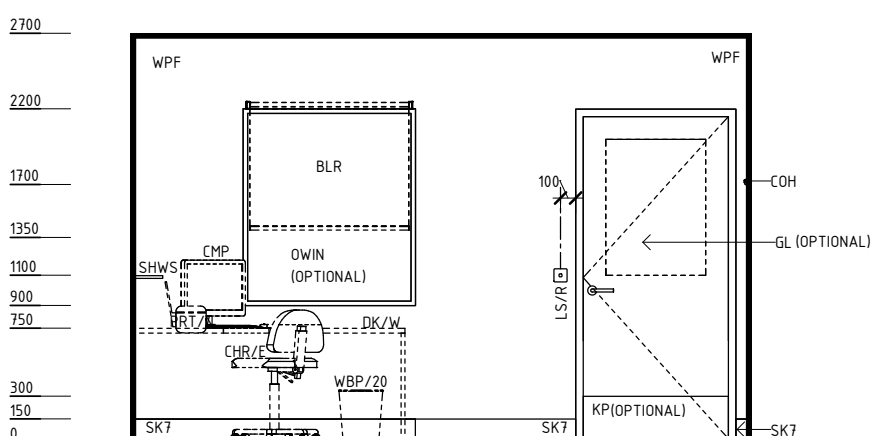 2700
WPF
WPF
2200
BLR
1700
100
COH
1350
CMP
OWIN
GL (OPTIONAL)
1100
SHWS
(OPTIONAL)
900
LS/R
750
DK/W
CHR/E
WBP/20
300
KP(OPTIONAL)
150
SK7
SK7
SK7
0